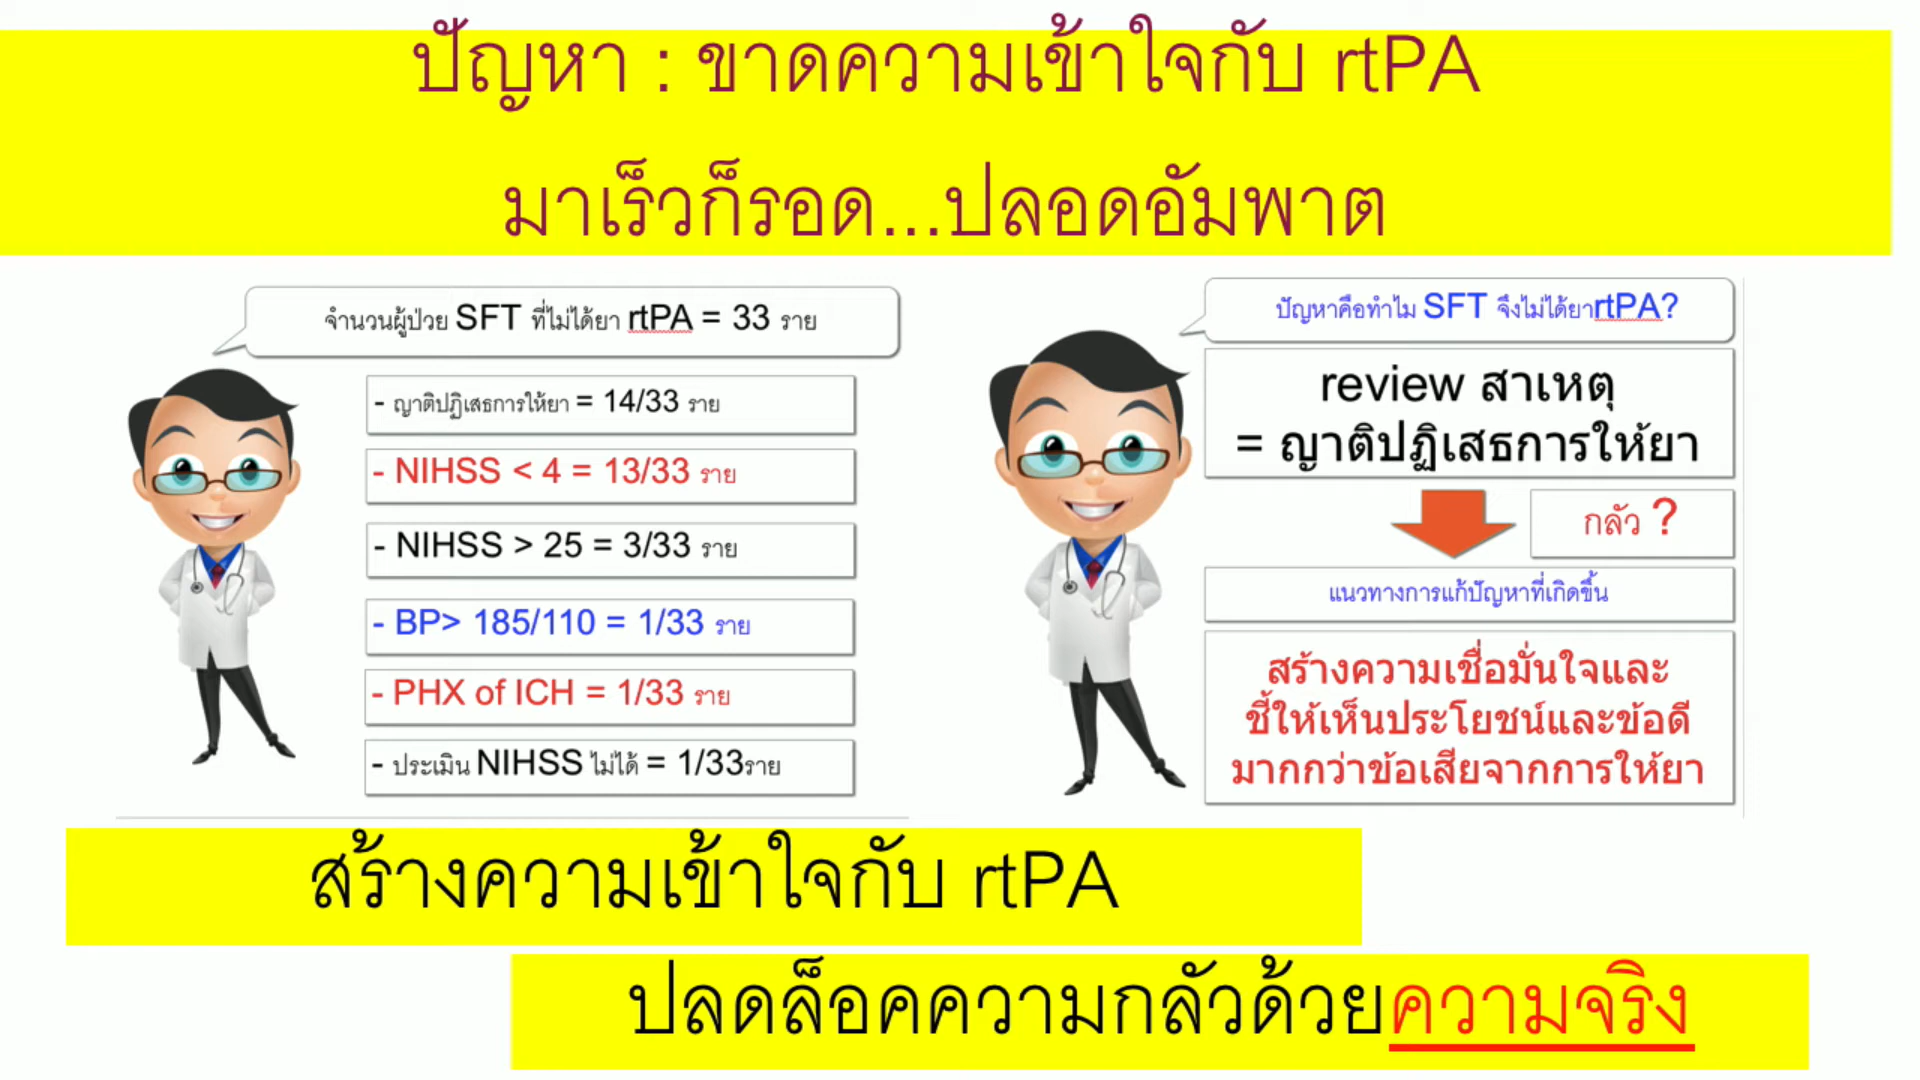 ปัญหา : ขาดความเข้าใจกับ rtPA
มาเร็วก็รอด...ปลอดอัมพาต
จำนวนผู้ป่วย SFT ที่ไม่ได้ยา rtPA = 33 ราย
- ญาติปฏิเสธการให้ยา = 14/33 ราย
- NIHSS < 4 = 13/33 ราย
- NIHSS > 25 = 3/33 ราย
- BP> 185/110 = 1/33 ราย
- PHX of ICH = 1/33 ราย
- ประเมิน NIHSS ไม่ได้ = 1/33ราย
ปัญหาคือทำไม SFT จึงไม่ได้ยาrtPA?
review สาเหตุ
= ญาติปฏิเสธการให้ยา
กลัว ?
แนวทางการแก้ปัญหาที่เกิดขึ้น
สร้างความเชื่อมั่นใจและ
ชี้ให้เห็นประโยชน์และข้อดี
มากกว่าข้อเสียจากการให้ยา
สร้างความเข้าใจกับ rtPA
ปลดล็อคความกลัวด้วยความจริง